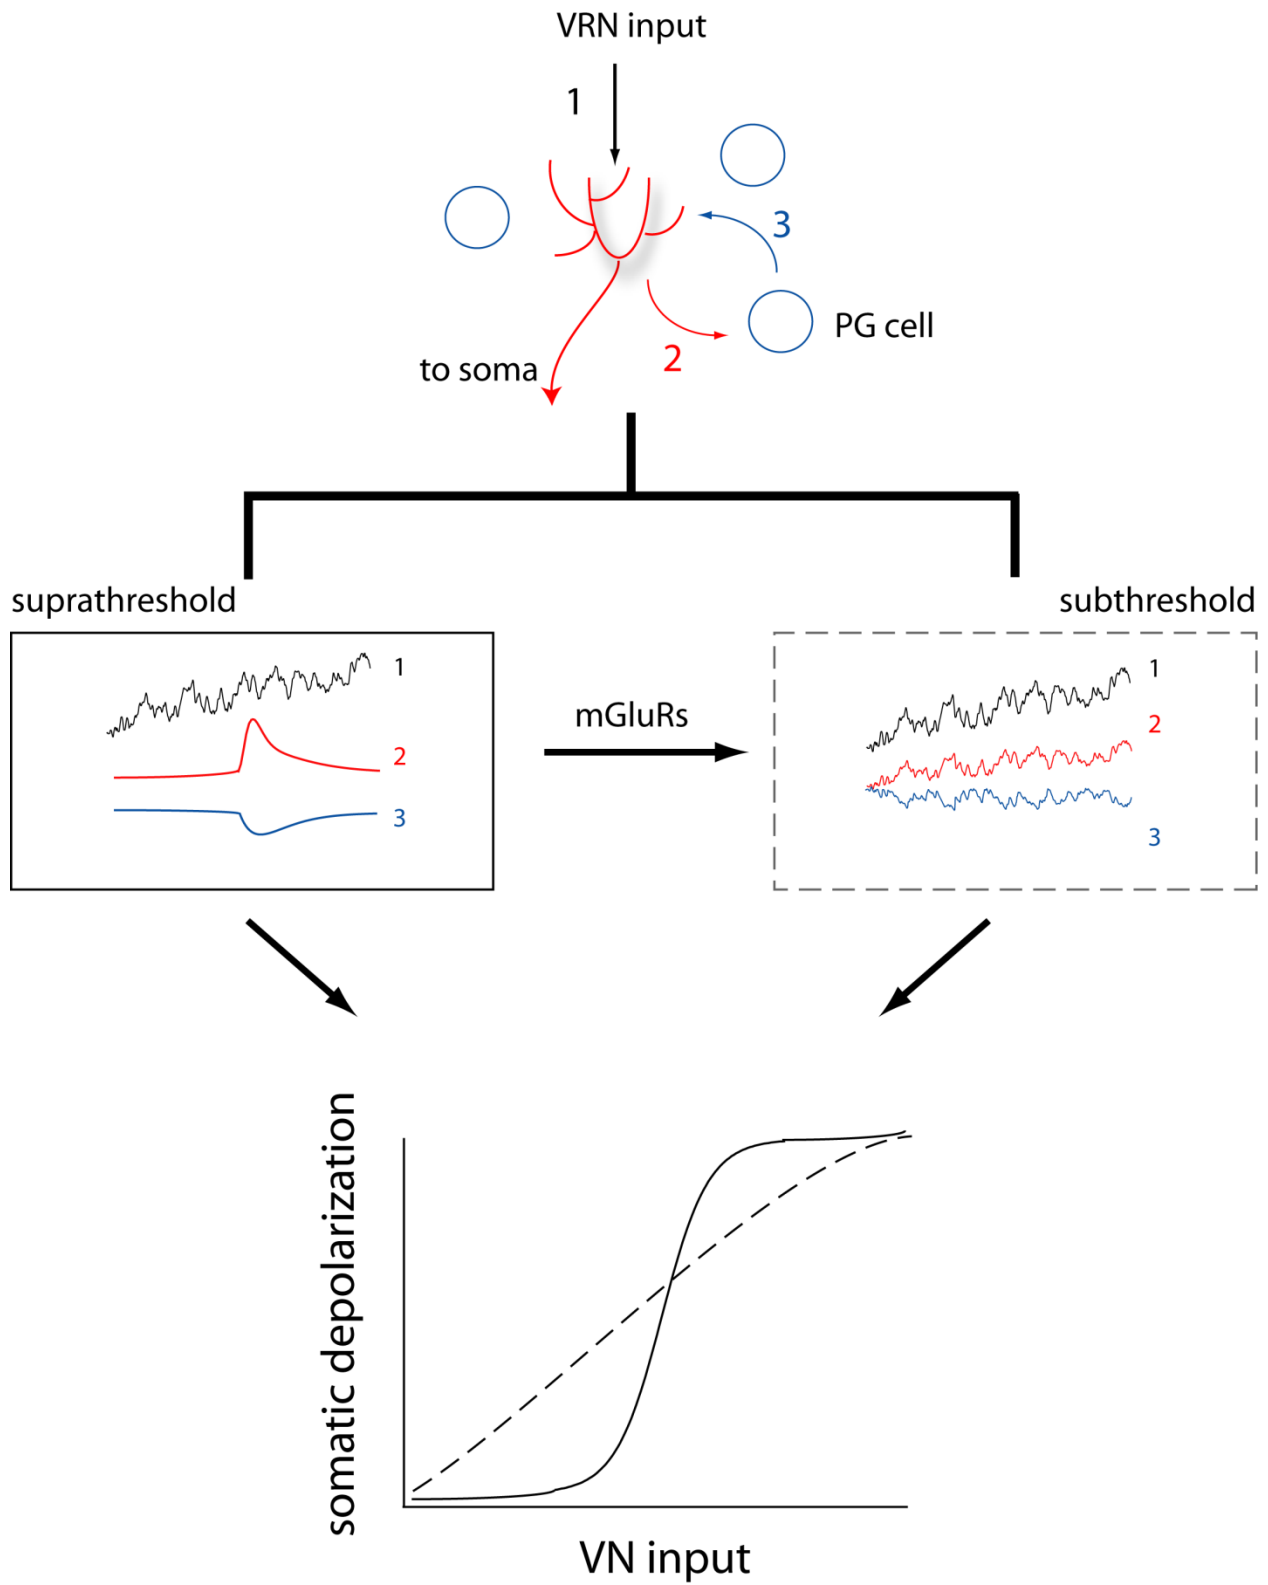 VRN input
1
3
PG cell
2
to soma
suprathreshold
subthreshold
1
2
3
mGluRs
1
2
3
somatic depolarization
VN input